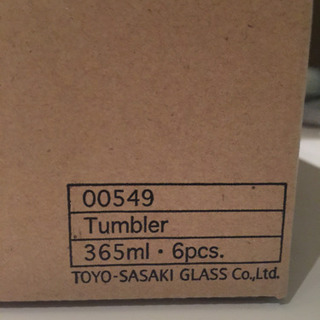 00549
Tumbler
365ml · 6pcs.
TOYO-SASAKI GLASS Co.,Ltd.